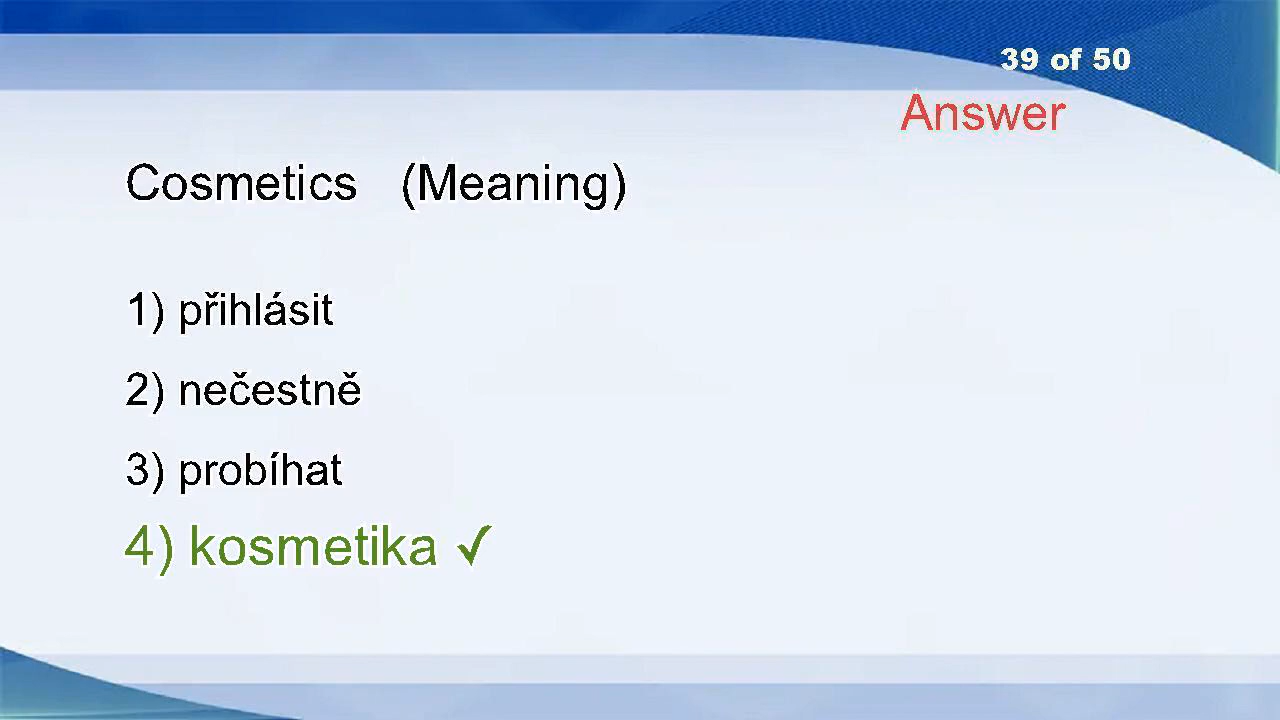 39 of 50
Answer
Cosmetics (Meaning)
1) přihlásit
2) nečestně
3) probíhat
4) kosmetika ✓